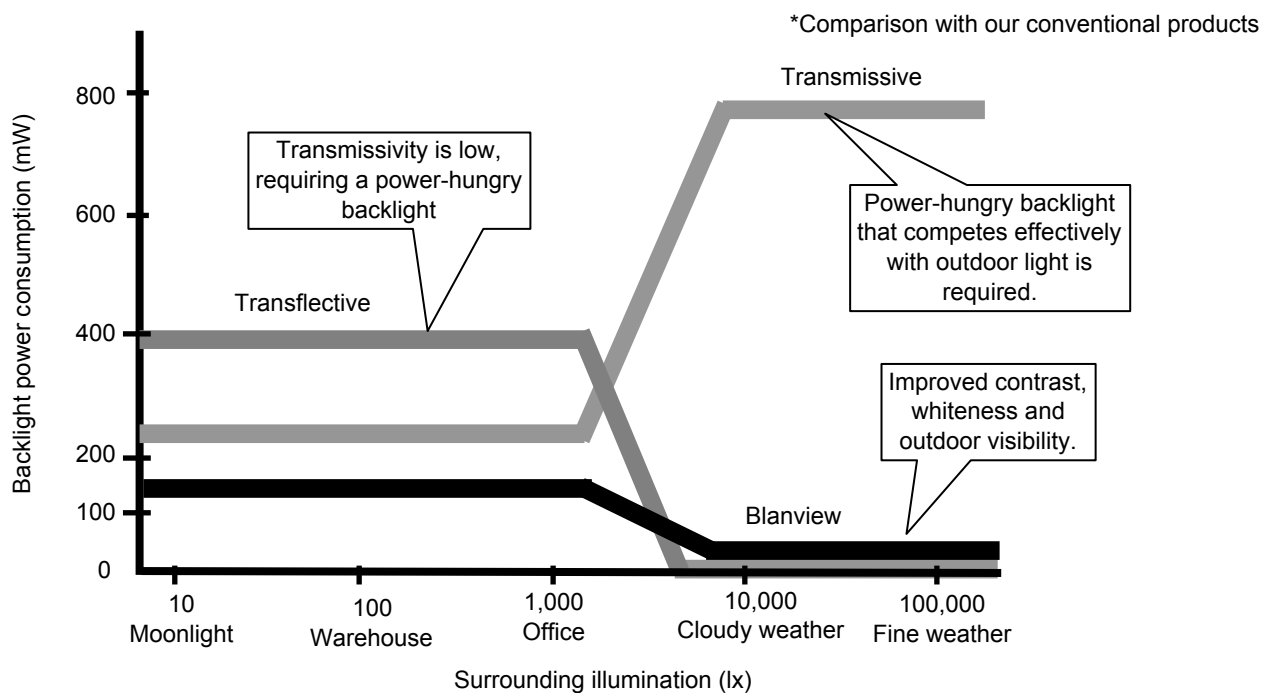 *Comparison with our conventional products
Transmissive
800
Transmissivity is low,
requiring a power-hungry
backlight
Power-hungry backlight
that competes effectively
with outdoor light is
required.
600
Backlight power consumption (mW)
Transflective
400
Improved contrast,
whiteness and
outdoor visibility.
200
100
Blanview
0
10
Moonlight
100
Warehouse
1,000
Office
10,000
Cloudy weather
100,000
Fine weather
Surrounding illumination (lx)